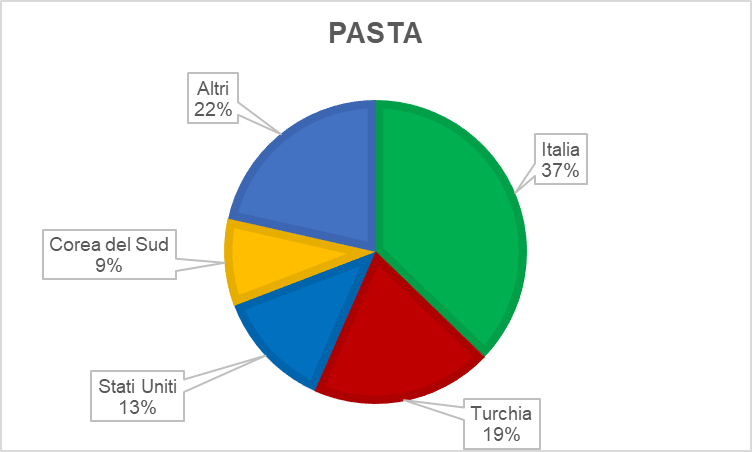 PASTA
Altri
22%
Italia
37%
Corea del Sud
9%
Stati Uniti
13%
Turchia
19%